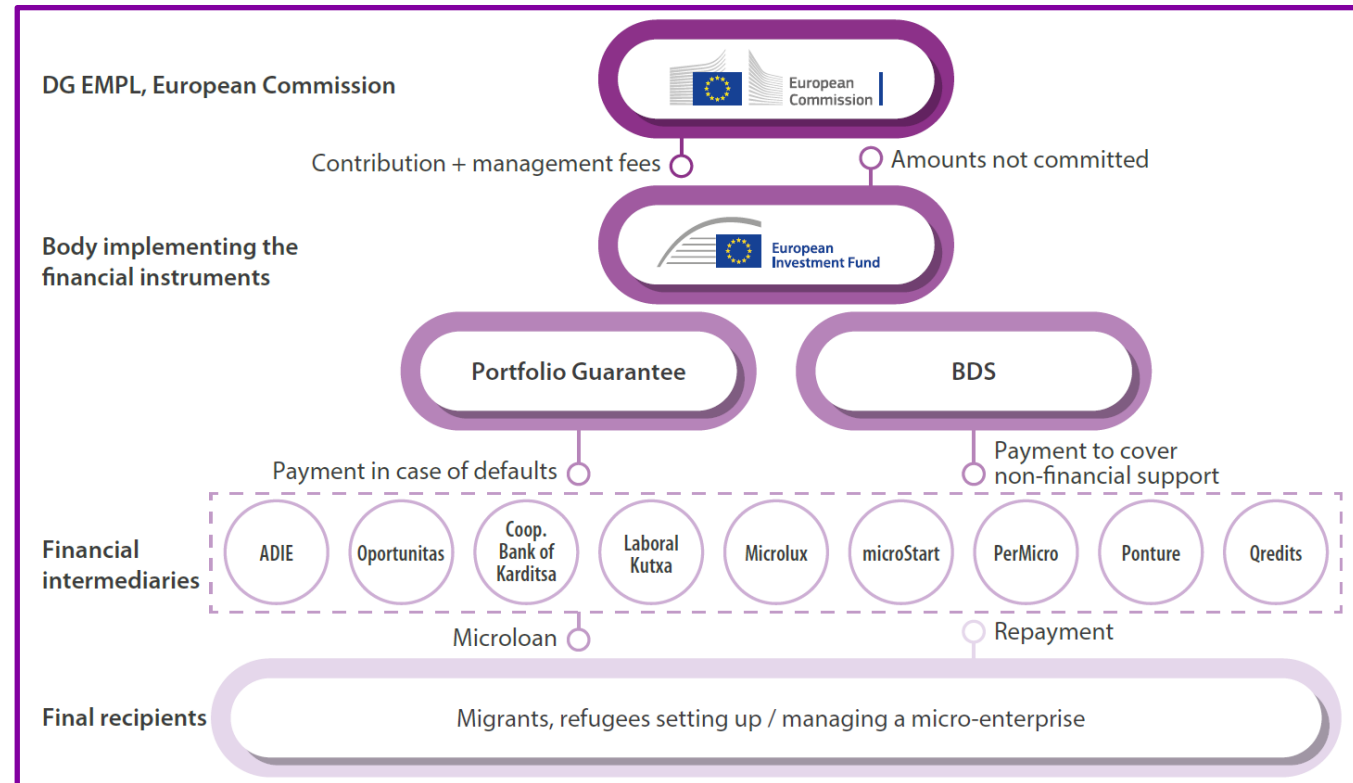 DG EMPL, European Commission
European
Commission
Contribution + management fees
Amounts not committed
Body implementing the
financial instruments
European
Investment Fund
Portfolio Guarantee
BDS
Payment in case of defaults
Payment to cover
non-financial support
Financial
intermediaries
ADIE
Oportunitas
Coop.
Bank of
Karditsa
Laboral
Kutxa
Microlux
microStart
PerMicro
Ponture
Qredits
Microloan
Repayment
Final recipients
Migrants, refugees setting up / managing a micro-enterprise